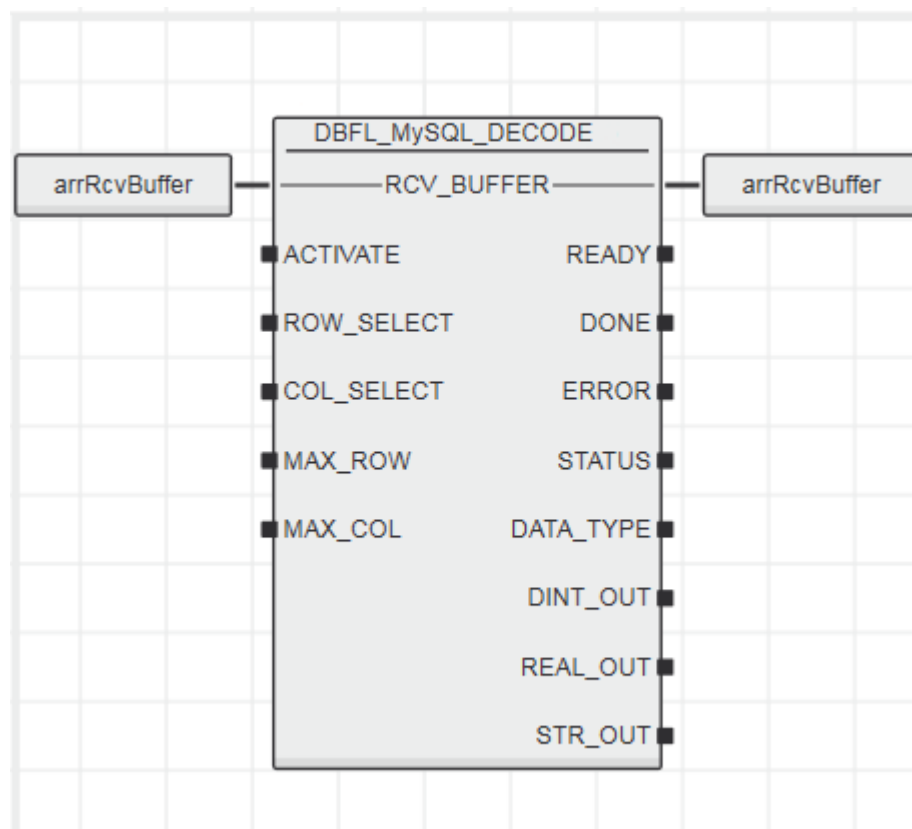 DBFL_MySQL_DECODE
arrRcvBuffer RCV_BUFFER arrRcvBuffer
ACTIVATE READY
ROW_SELECT DONE
COL_SELECT ERROR
MAX_ROW STATUS
MAX_COL DATA_TYPE
DINT_OUT
REAL_OUT
STR_OUT